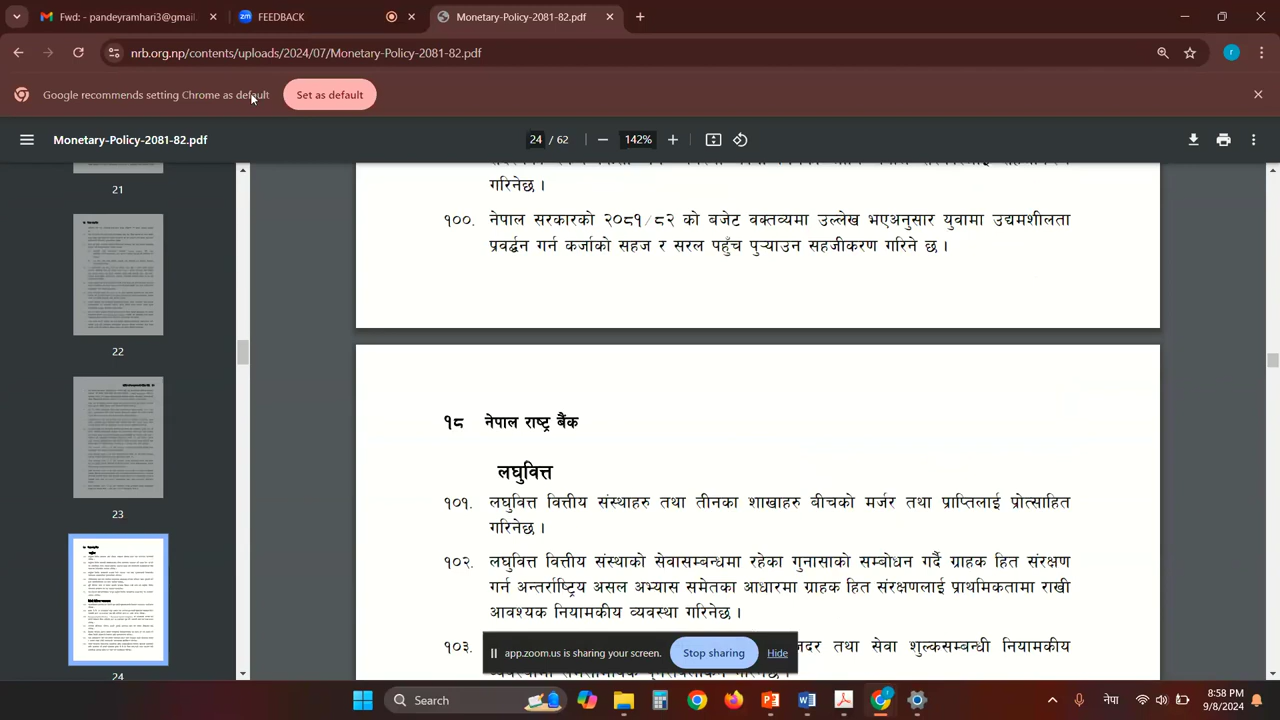 Fwd: - pandeyramhari3@gmail.
zm FEEDBACK
Monetary-Policy-2081-82.pdf
nrb.org.np/contents/uploads/2024/07/Monetary-Policy-2081-82.pdf
r
Google recommends setting Chrome as default
Set as default
Monetary-Policy-2081-82.pdf
24 / 62
142%
21
22
23
24
गरिनेछ ।
१००. नेपाल सरकारको २०८१/८२ को बजेट वक्तव्यमा उल्लेख भएअनुसार युवामा उद्यमशीलता
प्रवर्द्धन गर्न कर्जाको सहज र सरल पहुँच पुर्‍याउन सहजीकरण गरिने छ ।
१८ नेपाल राष्ट्र बैंक
लघुवित्त
१०१. लघुवित्त वित्तीय संस्थाहरु तथा तीनका शाखाहरु बीचको मर्जर तथा प्राप्तिलाई प्रोत्साहित
गरिनेछ ।
१०२. लघुवित्त वित्तीय संस्थाको सेवासम्बन्धमा रहेका गुनासोका सम्बोधन गर्दै ग्राहक हित संरक्षण
गर्न अन्तर्राष्ट्रिय असल अभ्यास समेतका आधारमा ग्राहक हित संरक्षणलाई प्राथमिकतामा राखी
आवश्यक नियामकीय व्यवस्था गरिनेछ ।
१०३. दर तथा सेवा शुल्कसम्बन्धी नियामकीय
app.zoom.us is sharing your screen.
Stop sharing
Hide
Search
नेपा
8:58 PM
9/8/2024